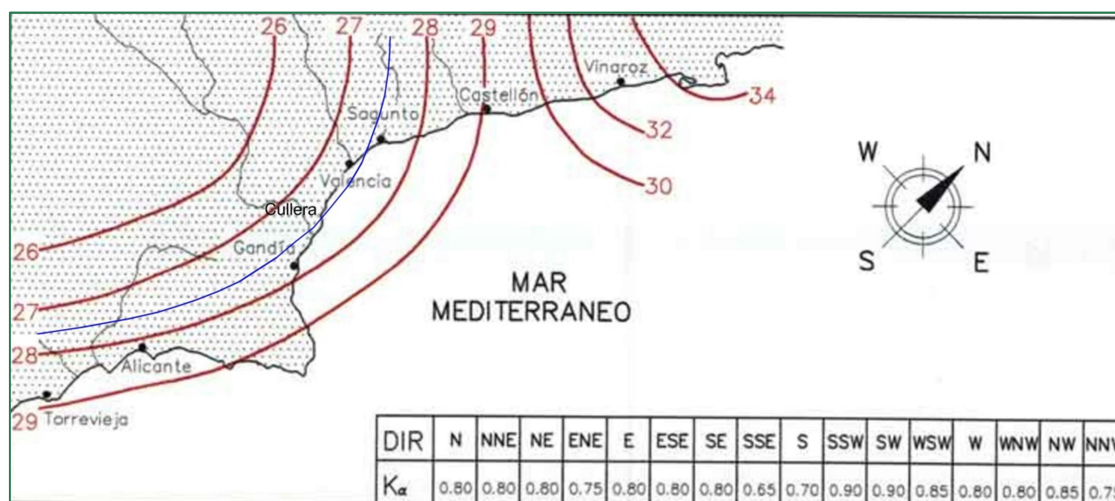 26 27 28 29
Vinaroz
34
Castellón
Sagunto
32
W N
Valencia
30
Cullera
26
Gandía
S E
MAR
MEDITERRANEO
27
28
Alicante
29 Torrevieja
DIR N NNE NE ENE E ESE SE SSE S SSW SW WSW W WNW NW NNW
Kα 0.80 0.80 0.80 0.75 0.80 0.80 0.80 0.65 0.70 0.90 0.90 0.85 0.80 0.80 0.85